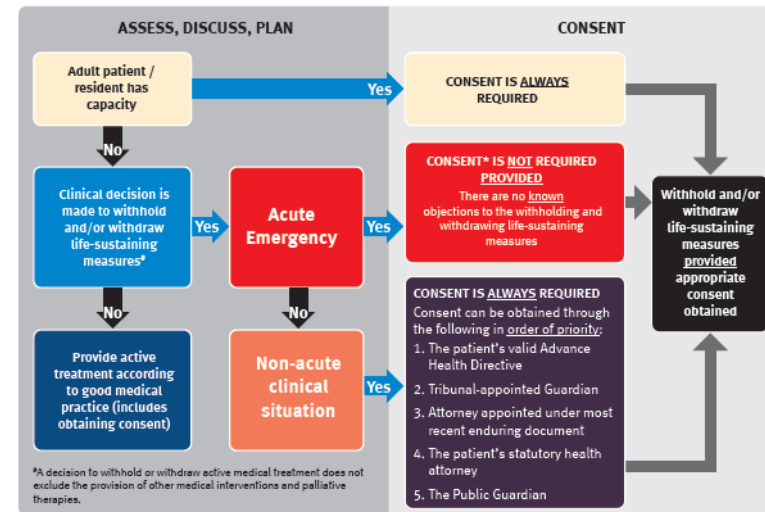 ASSESS, DISCUSS, PLAN
CONSENT
Adult patient /
resident has
capacity
Yes
CONSENT IS ALWAYS
REQUIRED
No
Clinical decision is
made to withhold
and/or withdraw
life-sustaining
measures#
Yes
Acute
Emergency
Yes
CONSENT* IS NOT REQUIRED
PROVIDED
There are no known
objections to the withholding and
withdrawing life-sustaining
measures
Withhold and/or
withdraw
life-sustaining
measures
provided
appropriate
consent
obtained
No
No
Provide active
treatment according
to good medical
practice (includes
obtaining consent)
Non-acute
clinical
situation
Yes
CONSENT IS ALWAYS REQUIRED
Consent can be obtained through
the following in order of priority:
1. The patient's valid Advance
Health Directive
2. Tribunal-appointed Guardian
3. Attorney appointed under most
recent enduring document
4. The patient's statutory health
attorney
5. The Public Guardian
#A decision to withhold or withdraw active medical treatment does not
exclude the provision of other medical interventions and palliative
therapies.